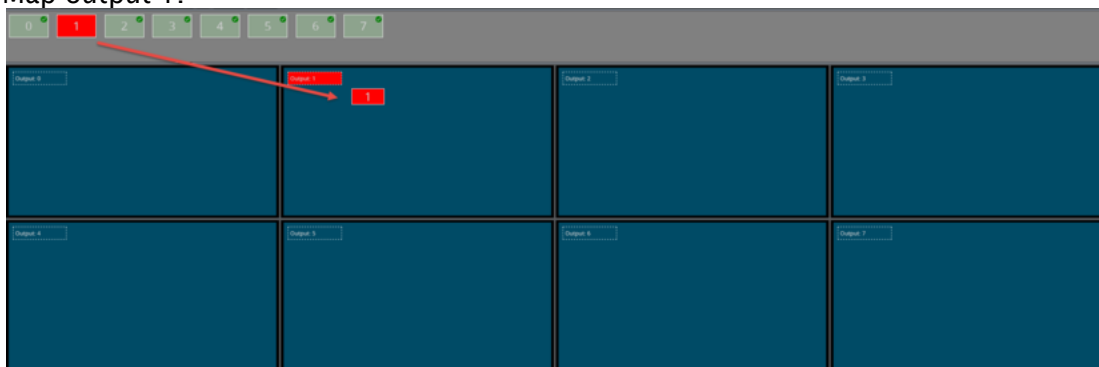 Map output 1:
0 1 2 3 4 5 6 7
Output: 0 Output: 1 Output: 2 Output: 3
1
Output: 4 Output: 5 Output: 6 Output: 7